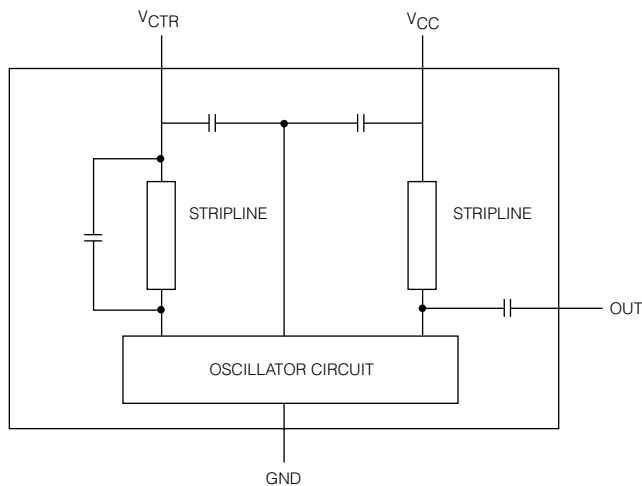 VCTR
VCC
STRIPLINE
STRIPLINE
OUT
OSCILLATOR CIRCUIT
GND